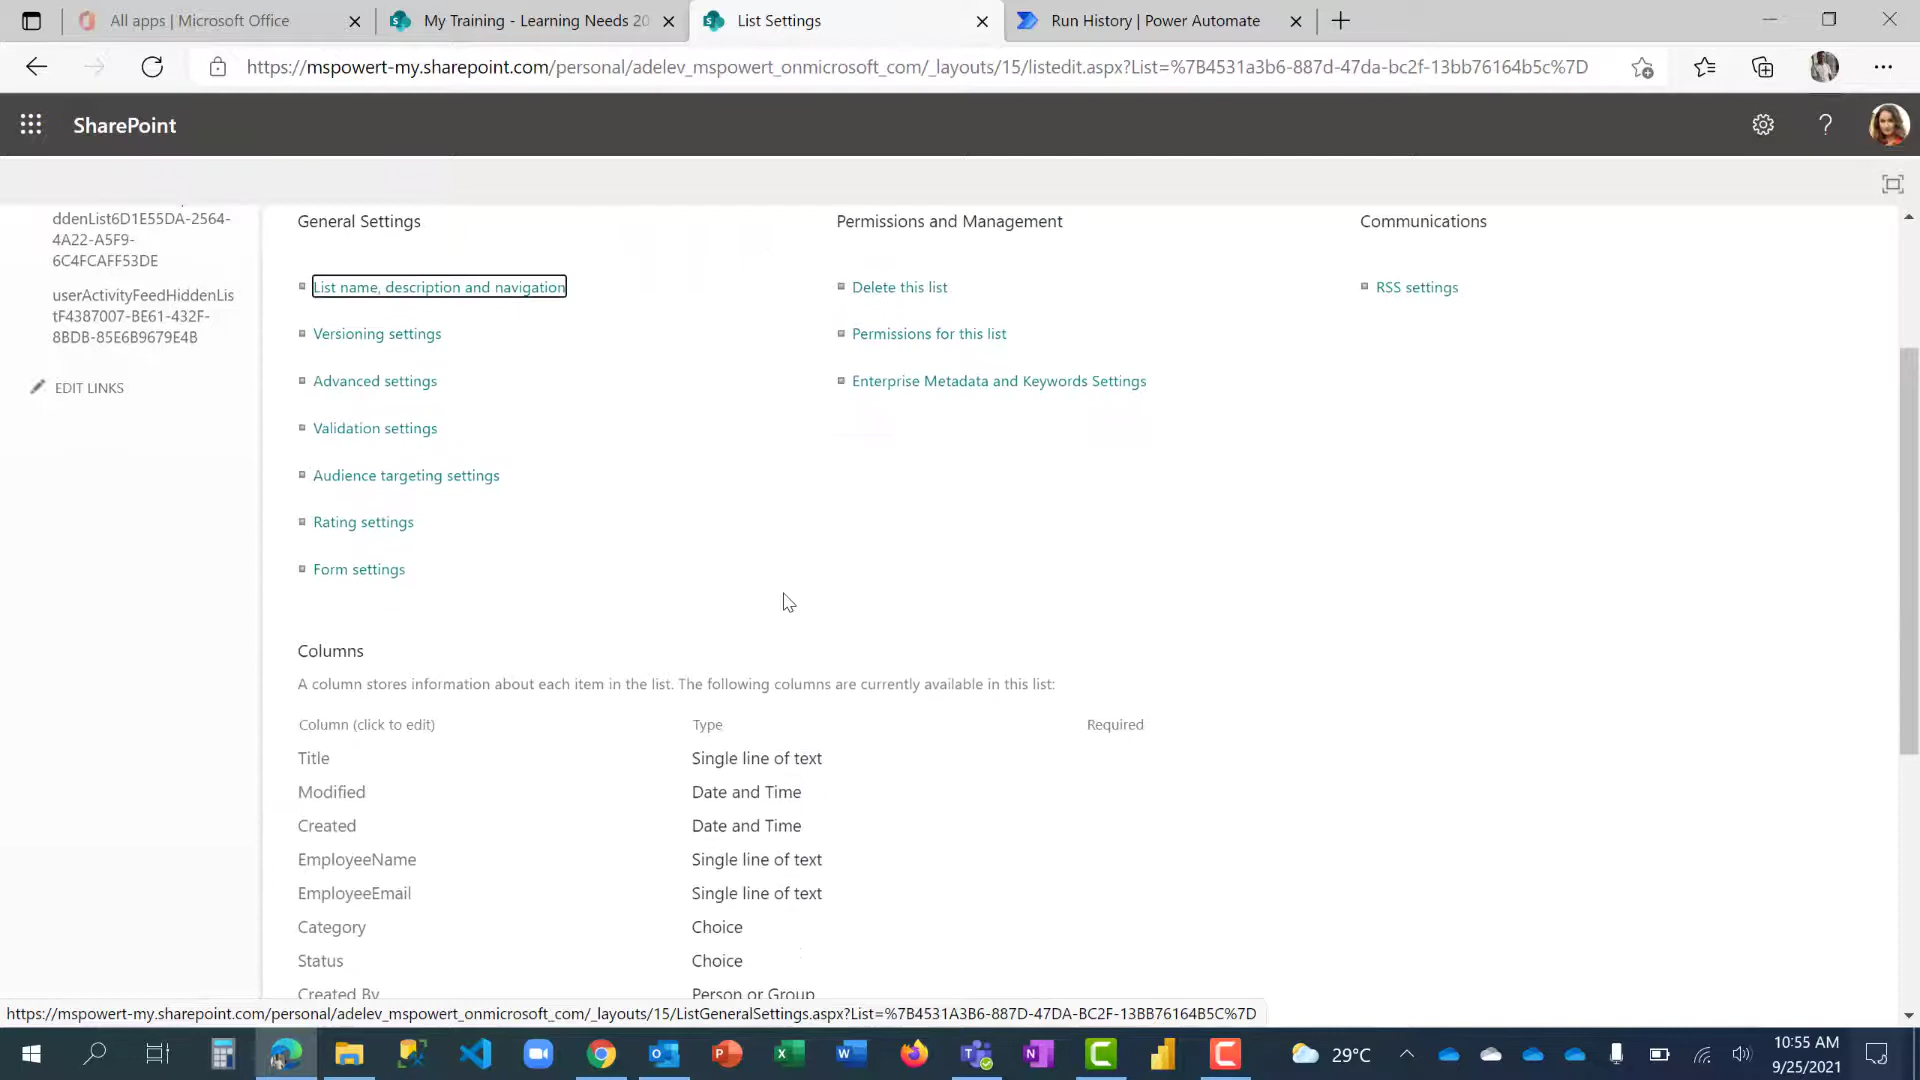 All apps | Microsoft Office
My Training - Learning Needs 20
List Settings
Run History | Power Automate
https://mspowert-my.sharepoint.com/personal/adelev_mspowert_onmicrosoft_com/_layouts/15/listedit.aspx?List=%7B4531a3b6-887d-47da-bc2f-13bb76164b5c%7D
SharePoint
ddenList6D1E55DA-2564-
4A22-A5F9-
6C4FCAFF53DE
userActivityFeedHiddenLis
tF4387007-BE61-432F-
8BDB-85E6B9679E4B
EDIT LINKS
General Settings
Permissions and Management
Communications
List name, description and navigation
Delete this list
RSS settings
Versioning settings
Permissions for this list
Advanced settings
Enterprise Metadata and Keywords Settings
Validation settings
Audience targeting settings
Rating settings
Form settings
Columns
A column stores information about each item in the list. The following columns are currently available in this list:
Column (click to edit) Type Required
Title Single line of text
Modified Date and Time
Created Date and Time
EmployeeName Single line of text
EmployeeEmail Single line of text
Category Choice
Status Choice
Created By Person or Group
https://mspowert-my.sharepoint.com/personal/adelev_mspowert_onmicrosoft_com/_layouts/15/ListGeneralSettings.aspx?List=%7B4531A3B6-887D-47DA-BC2F-13BB76164B5C%7D
29°C
10:55 AM
9/25/2021